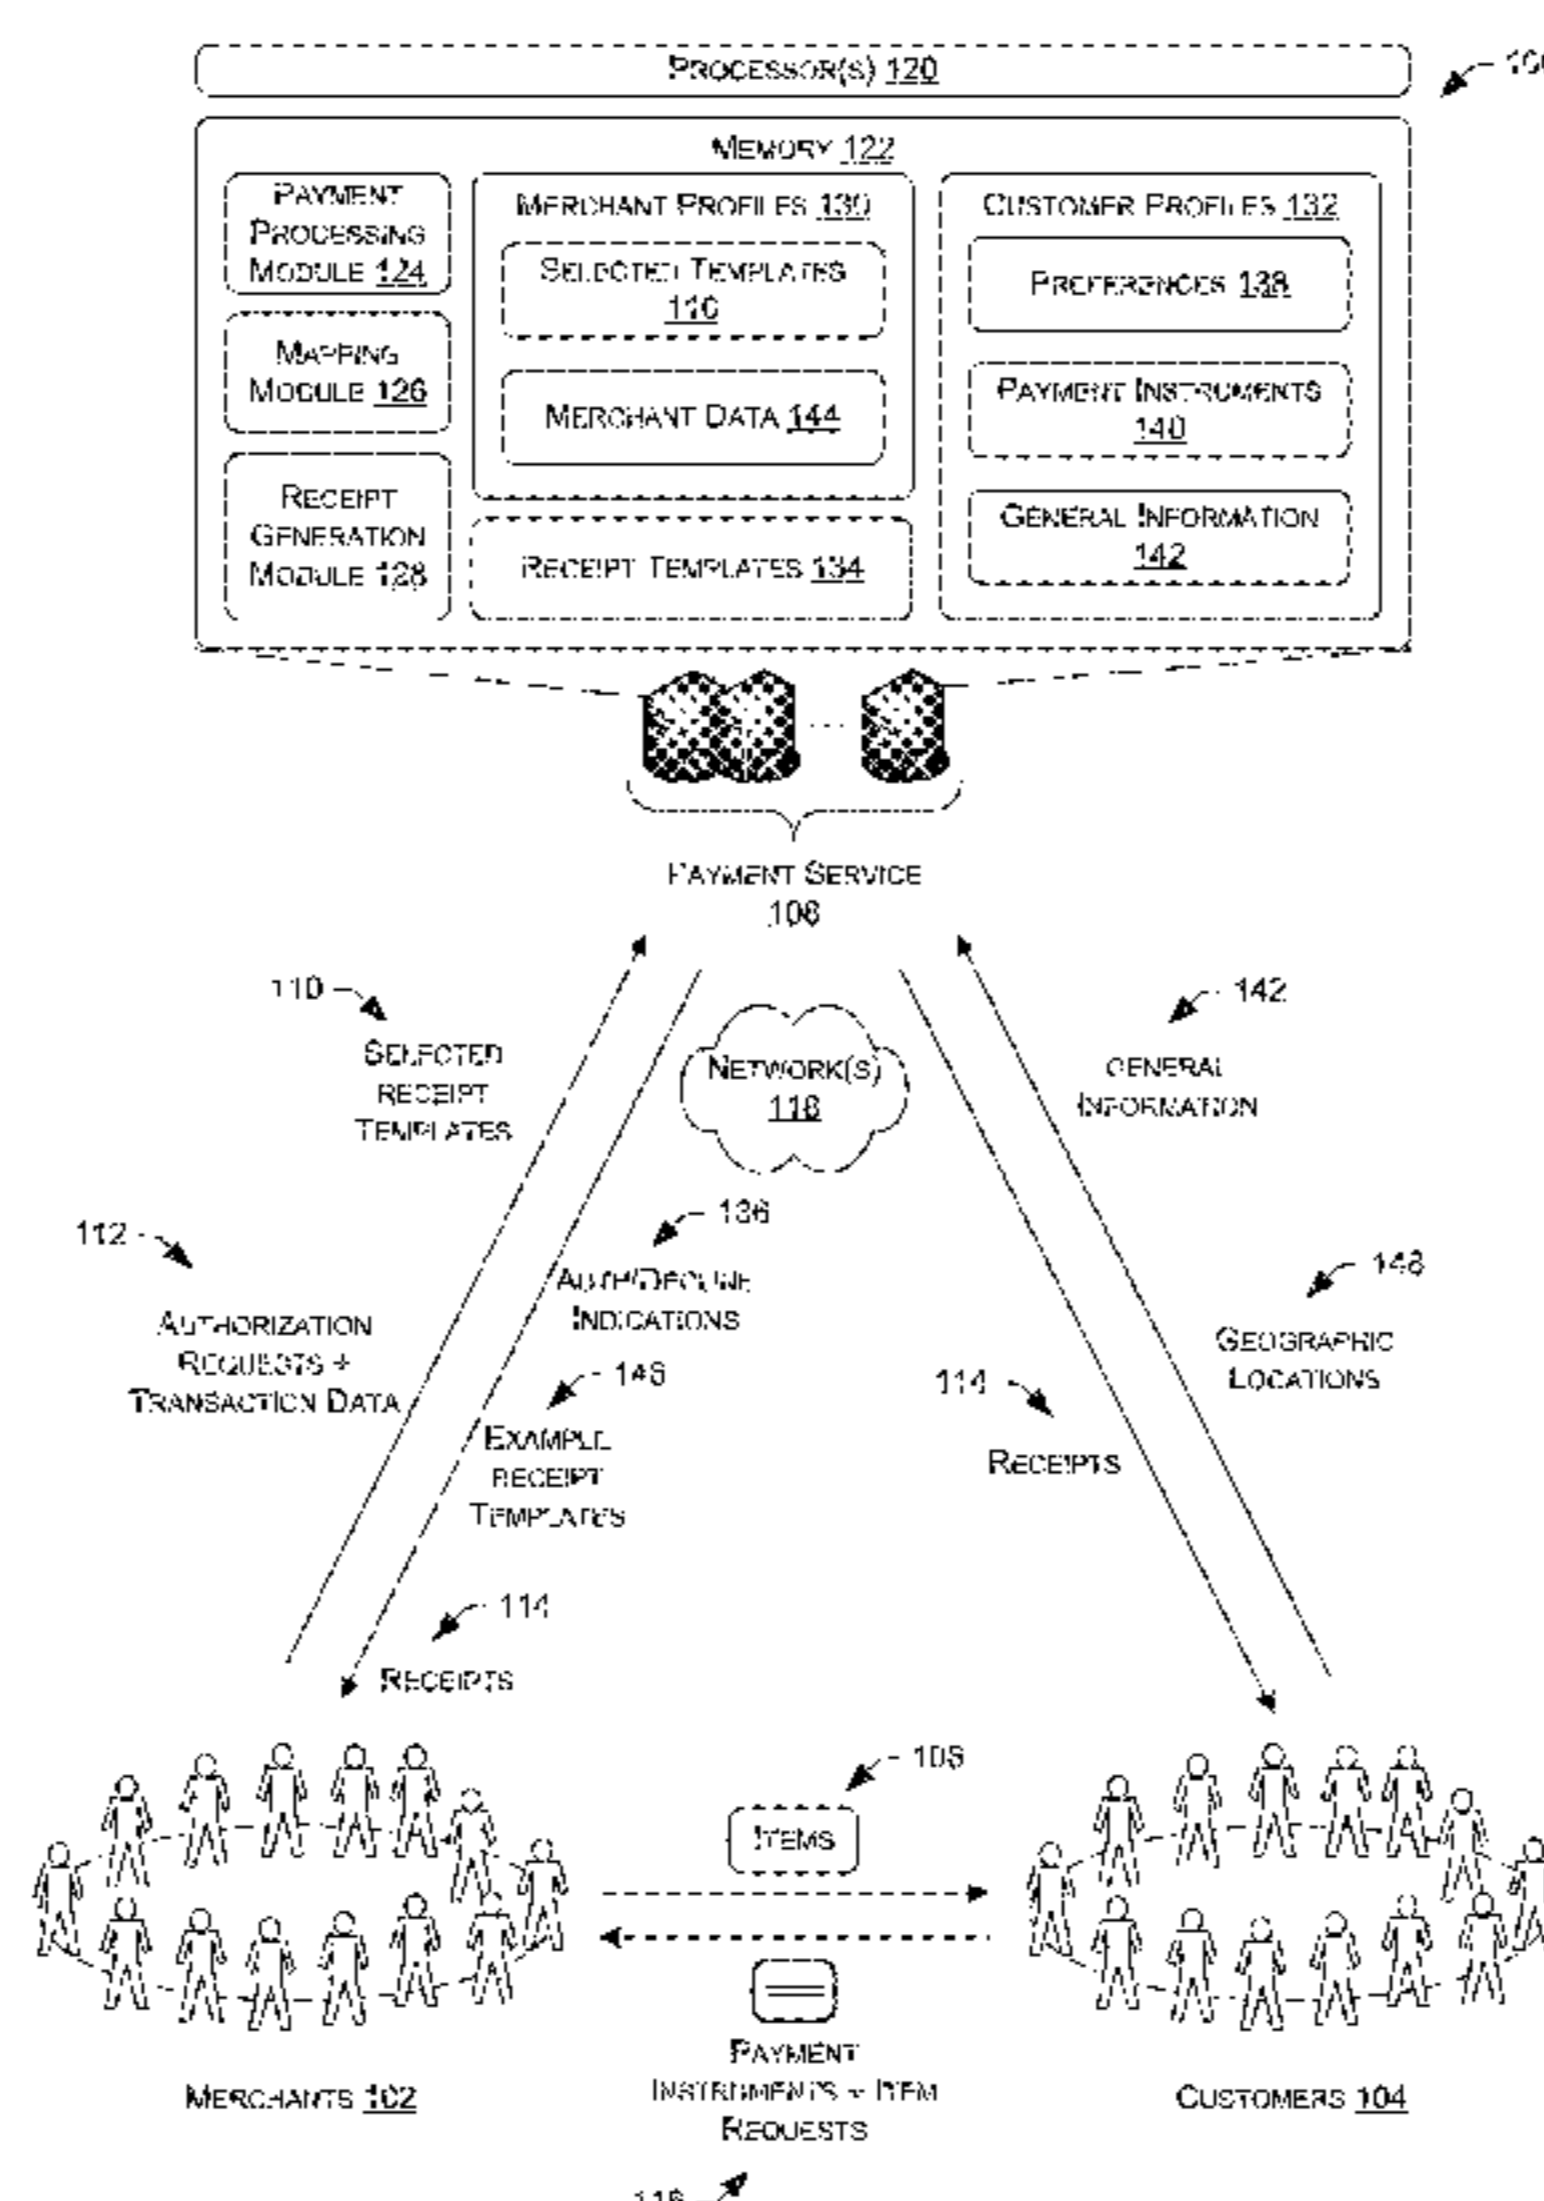 PROCESSOR(S) 120
MEMORY 122
PAYMENT
PROCESSING
MODULE 124
MAPPING
MODULE 126
RECEIPT
GENERATION
MODULE 128
MERCHANT PROFILES 130
SELECTED TEMPLATES
110
MERCHANT DATA 144
RECEIPT TEMPLATES 134
CUSTOMER PROFILES 132
PREFERENCES 138
PAYMENT INSTRUMENTS
140
GENERAL INFORMATION
142
PAYMENT SERVICE
108
110
SELECTED
RECEIPT
TEMPLATES
NETWORK(S)
118
142
GENERAL
INFORMATION
112
AUTHORIZATION
REQUESTS +
TRANSACTION DATA
136
AUTH/DECLINE
INDICATIONS
148
GEOGRAPHIC
LOCATIONS
146
EXAMPLE
RECEIPT
TEMPLATES
114
RECEIPTS
114
RECEIPTS
106
ITEMS
PAYMENT
INSTRUMENTS + ITEM
REQUESTS
116
MERCHANTS 102
CUSTOMERS 104